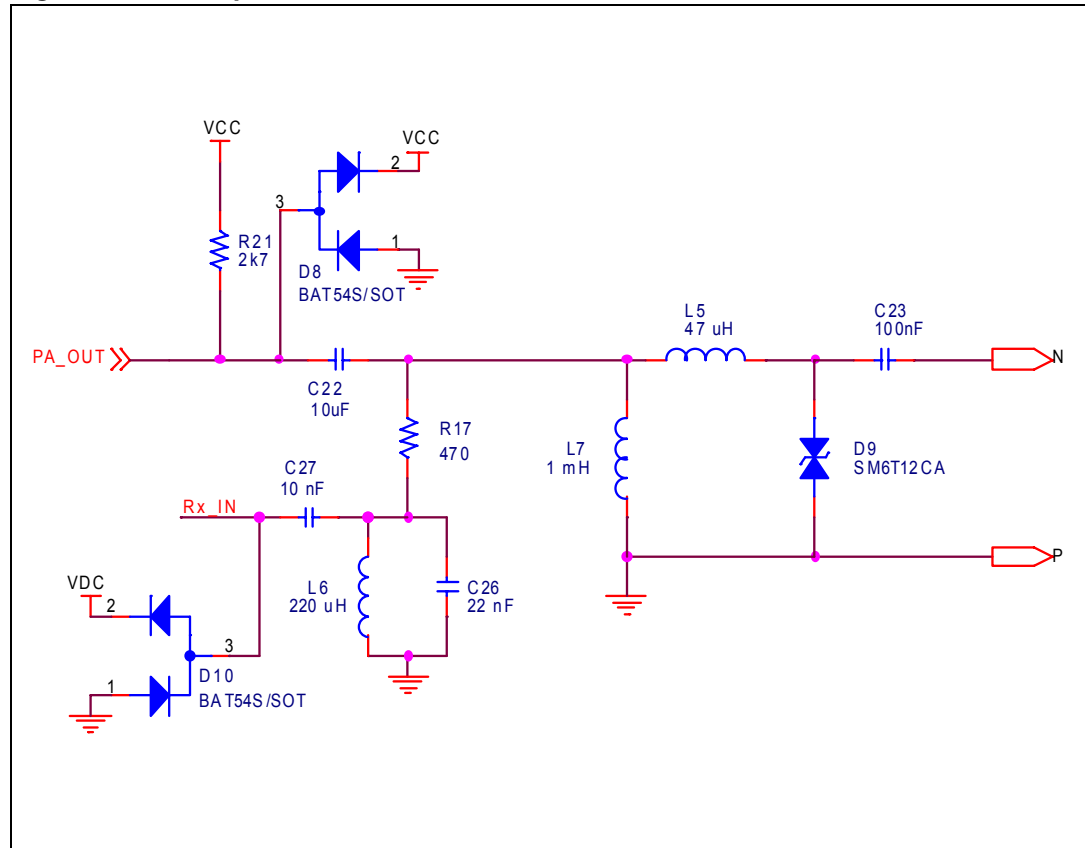 VCC
VCC
2
3
1
R21
2k7
D8
BAT54S/SOT
L5
47 uH
C23
100nF
PA_OUT
N
C22
10uF
R17
470
L7
1 mH
D9
SM6T12CA
C27
10 nF
Rx_IN
P
VDC
L6
220 uH
C26
22 nF
2
3
D10
1
BAT54S/SOT